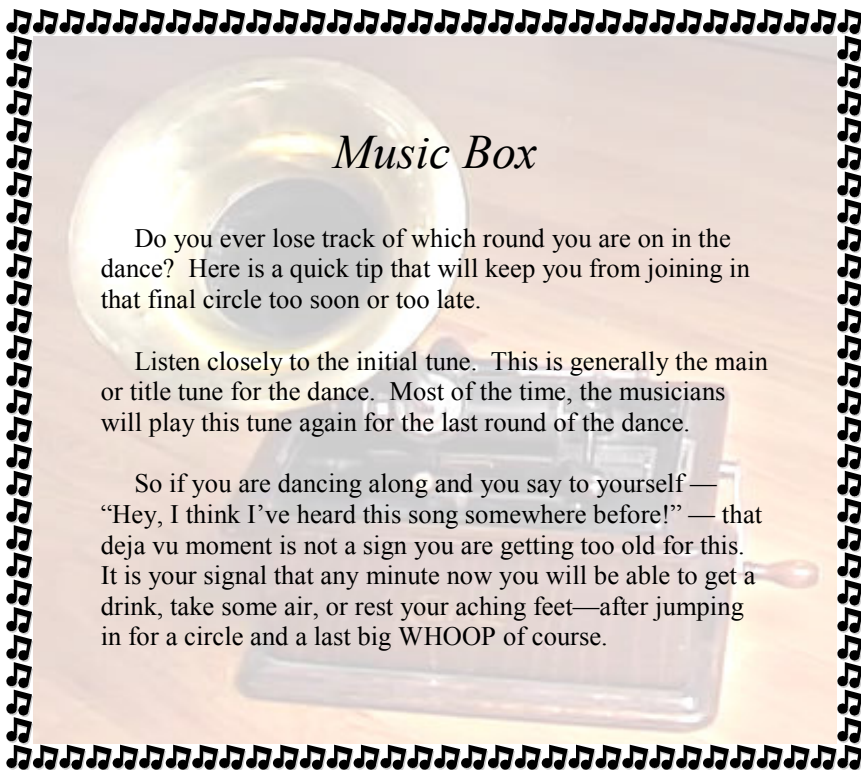 Music Box
Do you ever lose track of which round you are on in the
dance?  Here is a quick tip that will keep you from joining in
that final circle too soon or too late.
Listen closely to the initial tune.  This is generally the main
or title tune for the dance.  Most of the time, the musicians
will play this tune again for the last round of the dance.
So if you are dancing along and you say to yourself —
“Hey, I think I’ve heard this song somewhere before!” — that
deja vu moment is not a sign you are getting too old for this.
It is your signal that any minute now you will be able to get a
drink, take some air, or rest your aching feet—after jumping
in for a circle and a last big WHOOP of course.